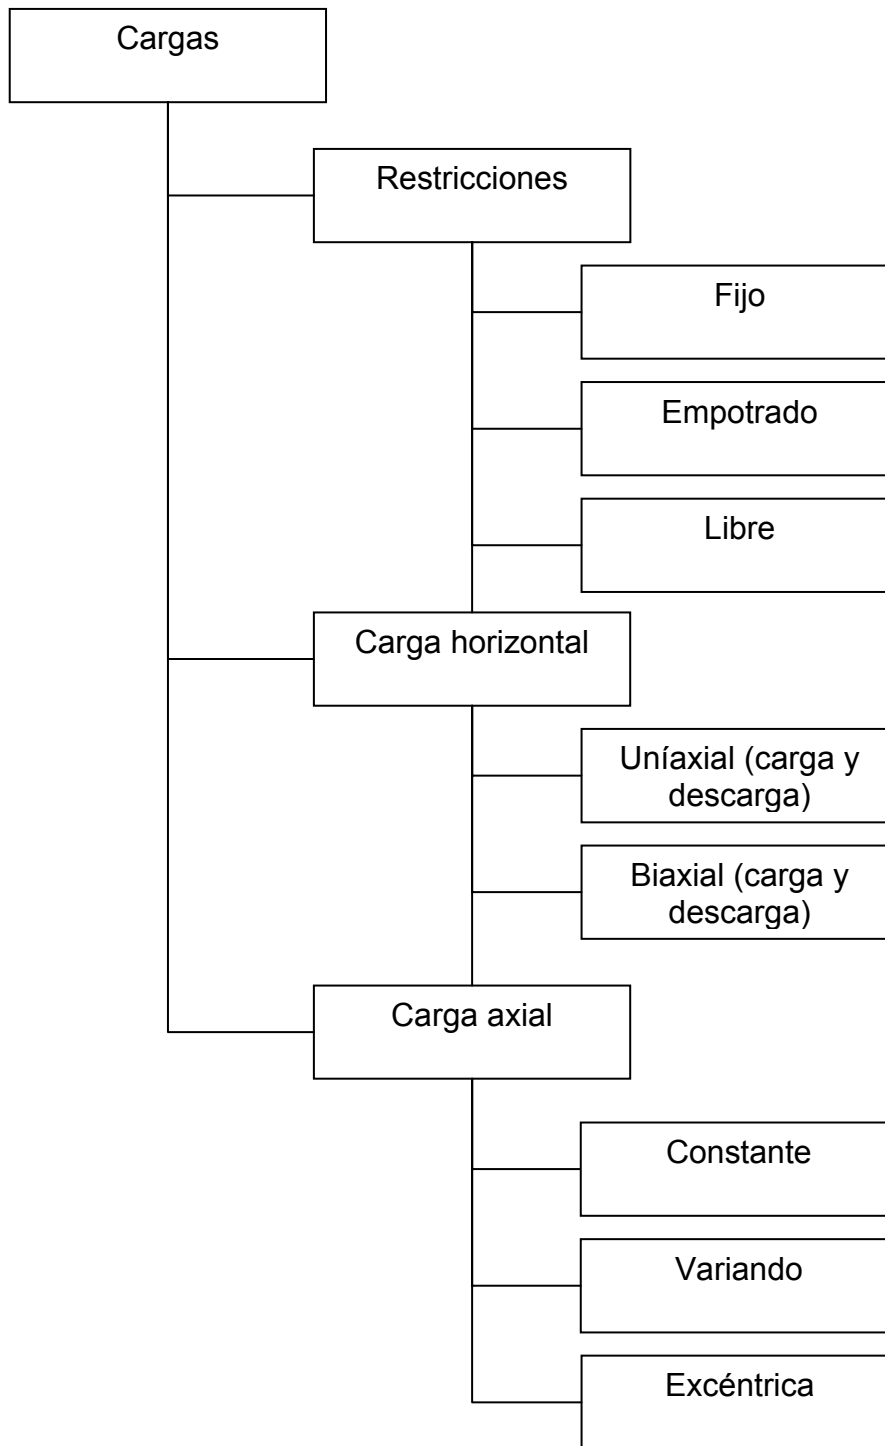 Cargas
Restricciones
Fijo
Empotrado
Libre
Carga horizontal
Uníaxial (carga y
descarga)
Biaxial (carga y
descarga)
Carga axial
Constante
Variando
Excéntrica